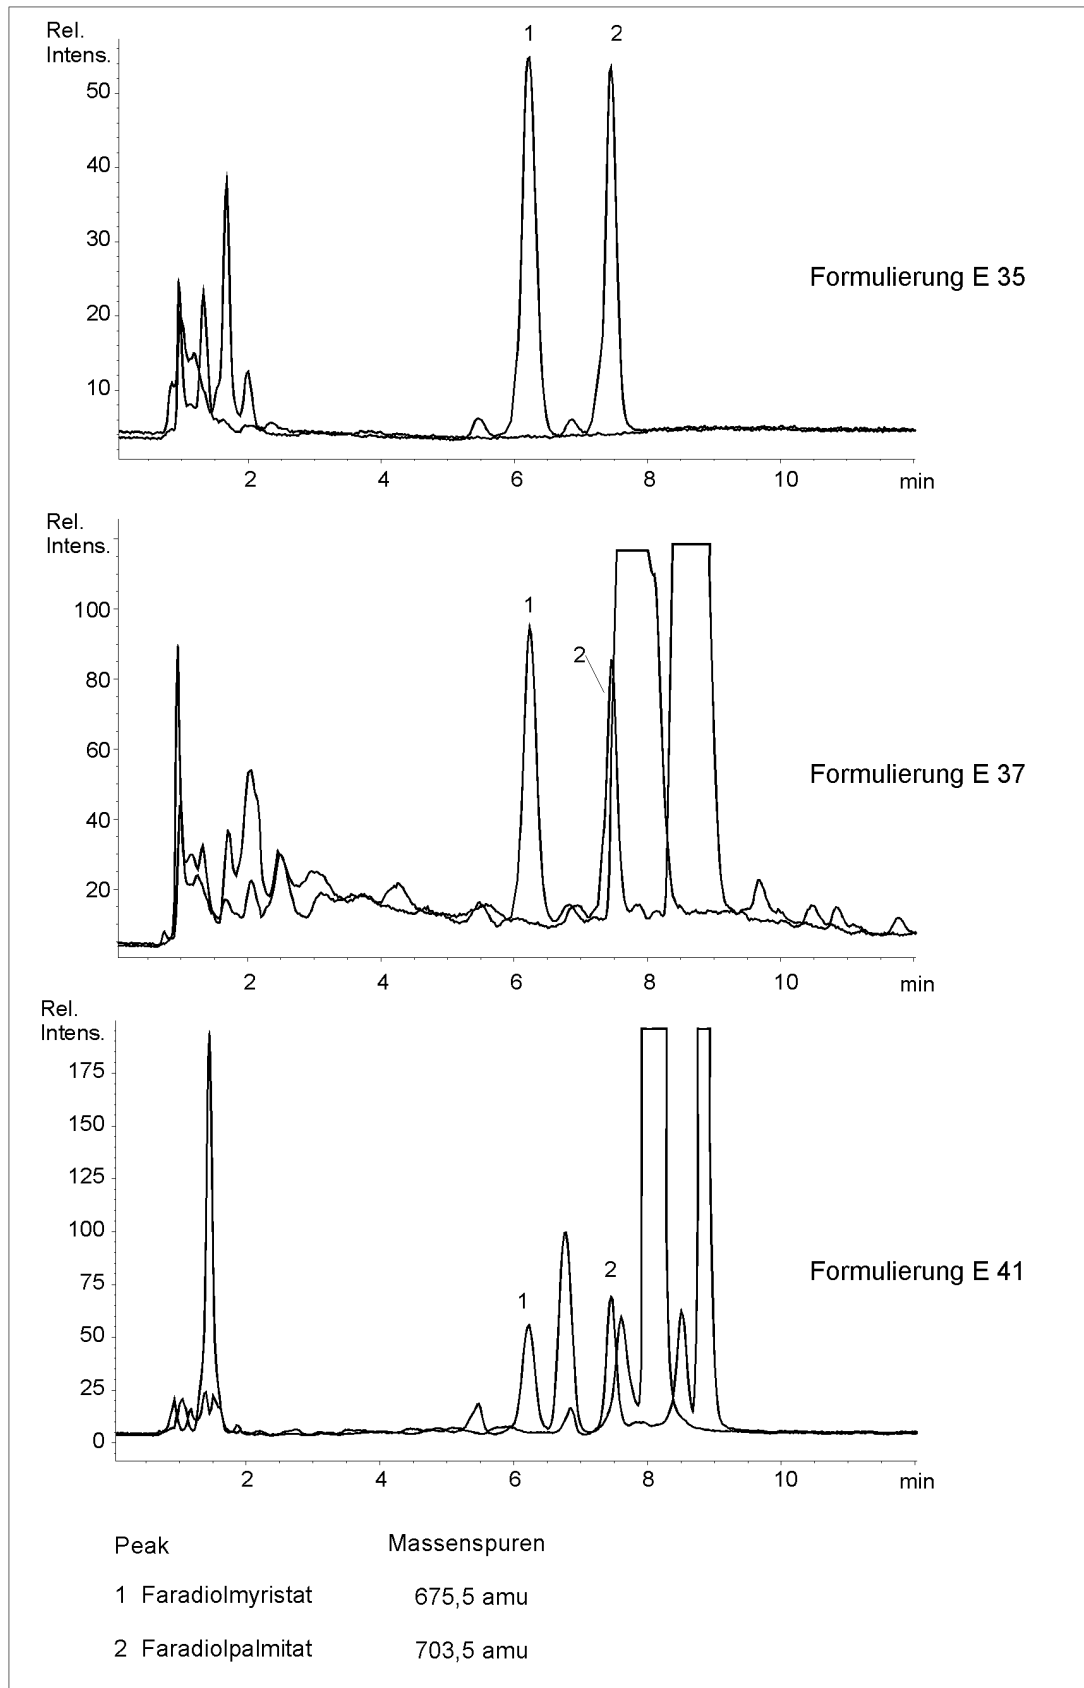 Rel.
Intens.
1 2
50
40
30
20
10
Formulierung E 35
2 4 6 8 10 min
Rel.
Intens.
1
2
100
80
60
40
20
Formulierung E 37
2 4 6 8 10 min
Rel.
Intens.
175
150
125
100
75
50
25
0
1 2
Formulierung E 41
2 4 6 8 10 min
Peak Massenspuren
1 Faradiolmyristat 675,5 amu
2 Faradiolpalmitat 703,5 amu